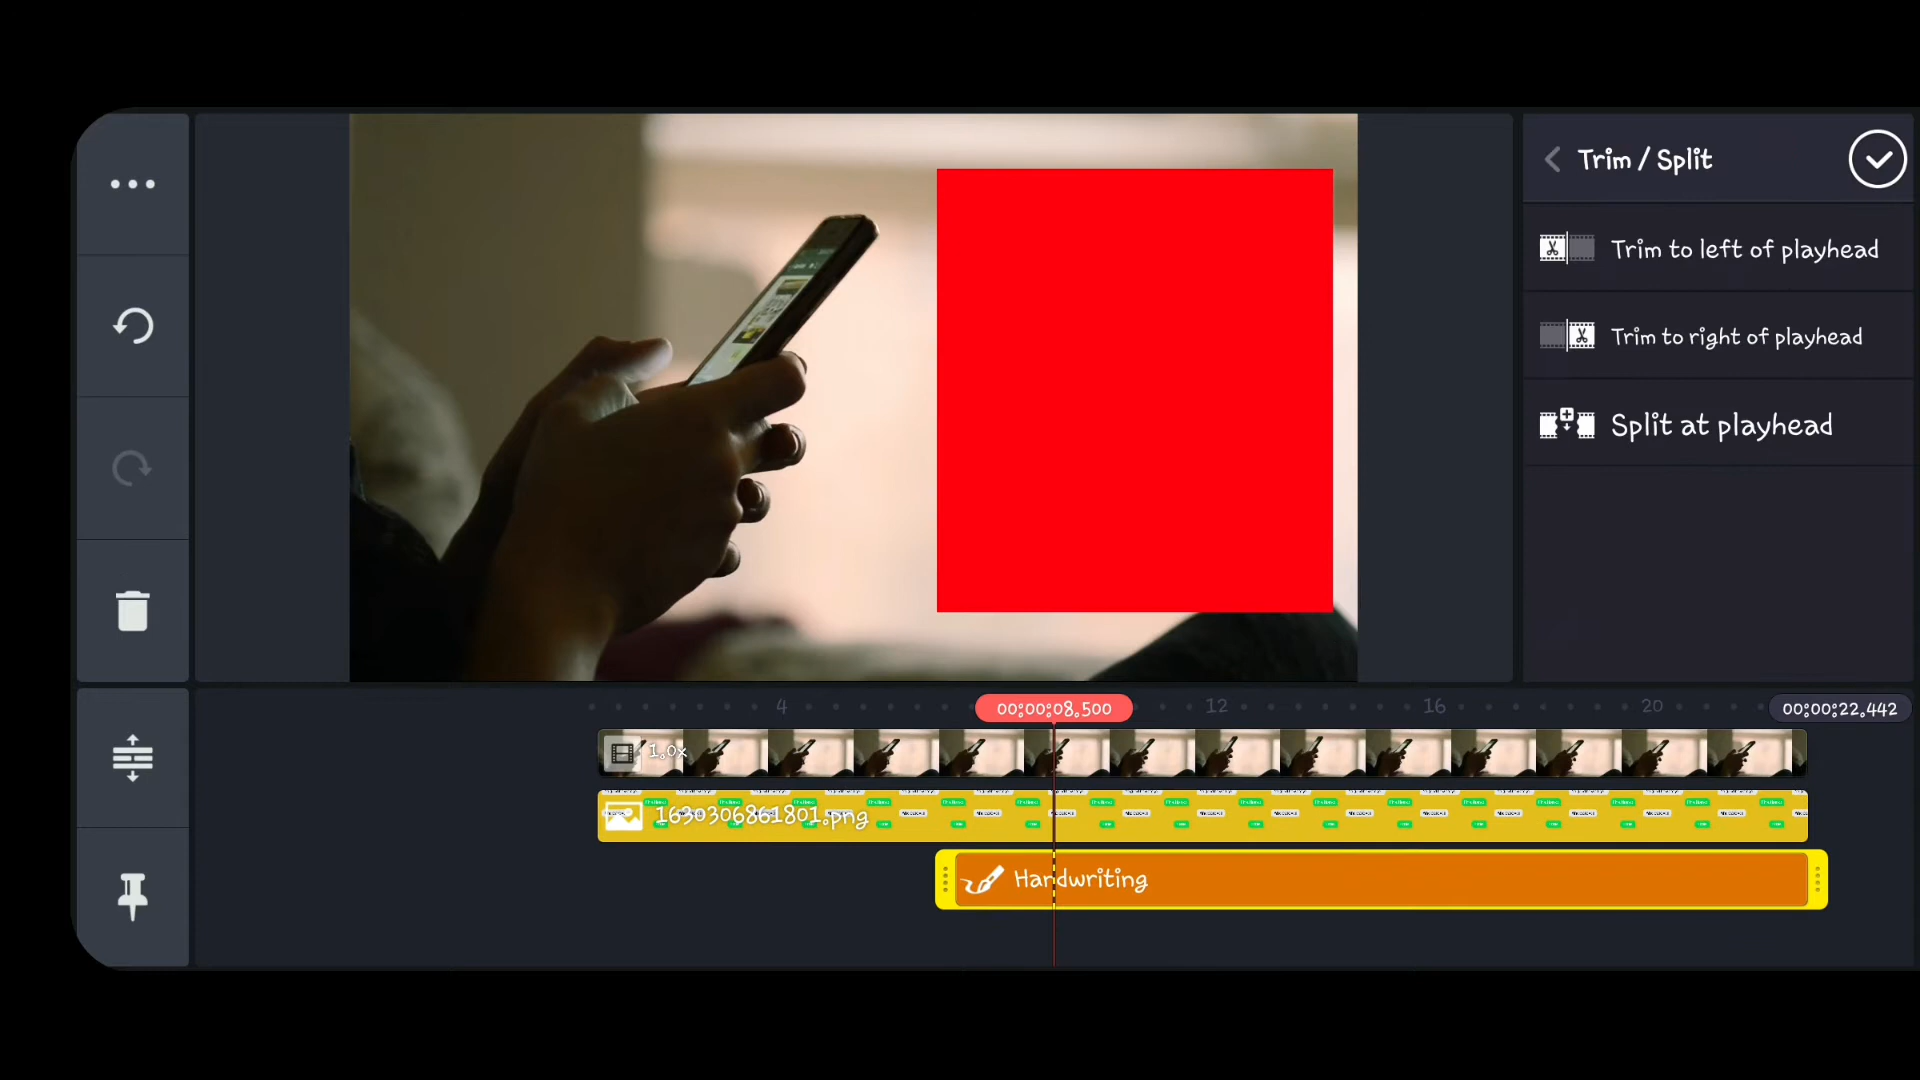 Trim / Split
Trim to left of playhead
Trim to right of playhead
Split at playhead
4
00:00:08.500
12
16
20
00:00:22.442
1.0x
1630306861801.png
Handwriting